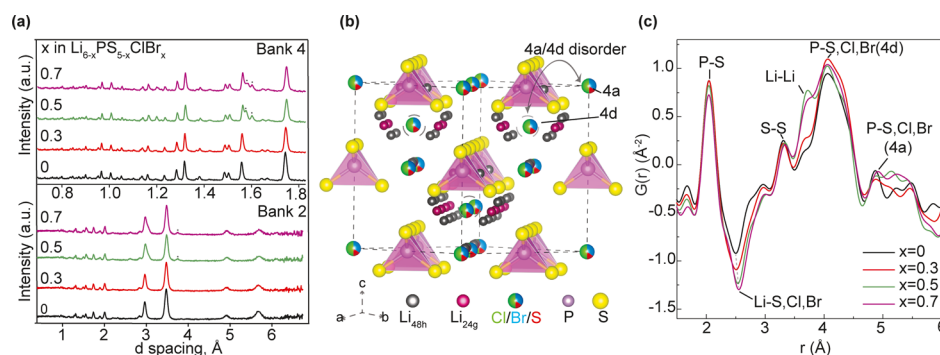 (a)
x in Li6-xPS5-xClBrx
Bank 4
0.7
0.5
0.3
0
Intensity (a.u.)
0.8 1.0 1.2 1.4 1.6 1.8
Bank 2
0.7
0.5
0.3
0
Intensity (a.u.)
1 2 3 4 5 6
d spacing, Å
(b)
4a/4d disorder
4a
4d
c
a b
Li48h Li24g Cl/Br/S P S
(c)
P-S,Cl,Br(4d)
P-S
Li-Li
S-S
P-S,Cl,Br
(4a)
Li-S,Cl,Br
x=0
x=0.3
x=0.5
x=0.7
G(r) (Å-2)
1.0
0.5
0.0
-0.5
-1.0
-1.5
2 3 4 5 6
r (Å)